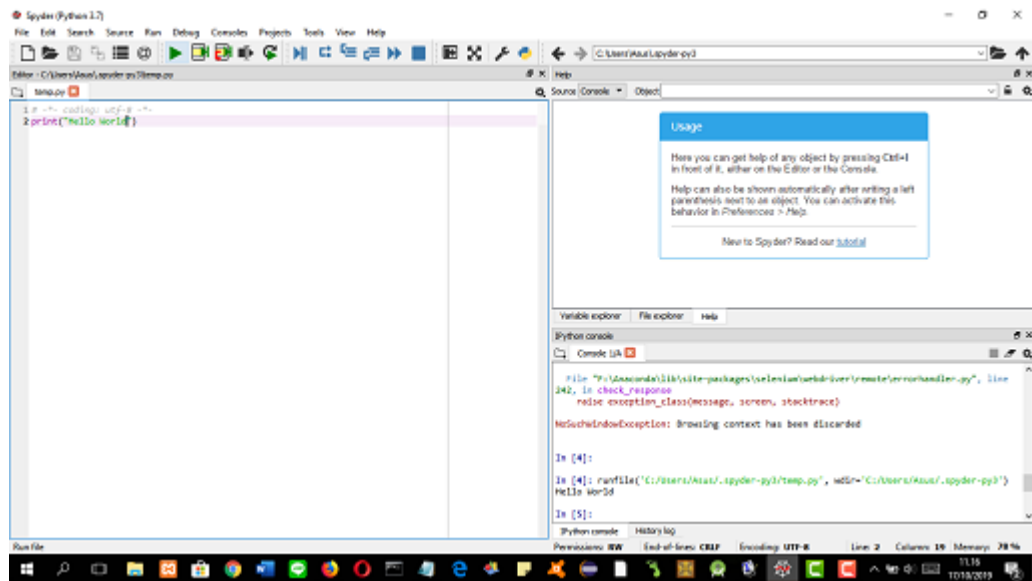 Spyder (Python 3.7)
File Edit Search Source Run Debug Consoles Projects Tools View Help
C:\Users\Asus\.spyder-py3
Editor - C:\Users\Asus\.spyder-py3\temp.py
Help
temp.py
Source Console Object
1 # -*- coding: utf-8 -*-
2 print("Hello World")
Usage
Here you can get help of any object by pressing Ctrl+I
in front of it, either on the Editor or the Console.
Help can also be shown automatically after writing a left
parenthesis next to an object. You can activate this
behavior in Preferences > Help.
New to Spyder? Read our tutorial
Variable explorer File explorer Help
IPython console
Console 1/A
File "F:\Anaconda\lib\site-packages\selenium\webdriver\remote\errorhandler.py", line
242, in check_response
raise exception_class(message, screen, stacktrace)
NoSuchWindowException: Browsing context has been discarded
In [4]:
In [4]: runfile('C:/Users/Asus/.spyder-py3/temp.py', wdir='C:/Users/Asus/.spyder-py3')
Hello World
In [5]:
IPython console History log
Run file
Permissions: RW End-of-lines: CRLF Encoding: UTF-8 Line: 2 Column: 19 Memory: 78 %
11.16
10/10/2019